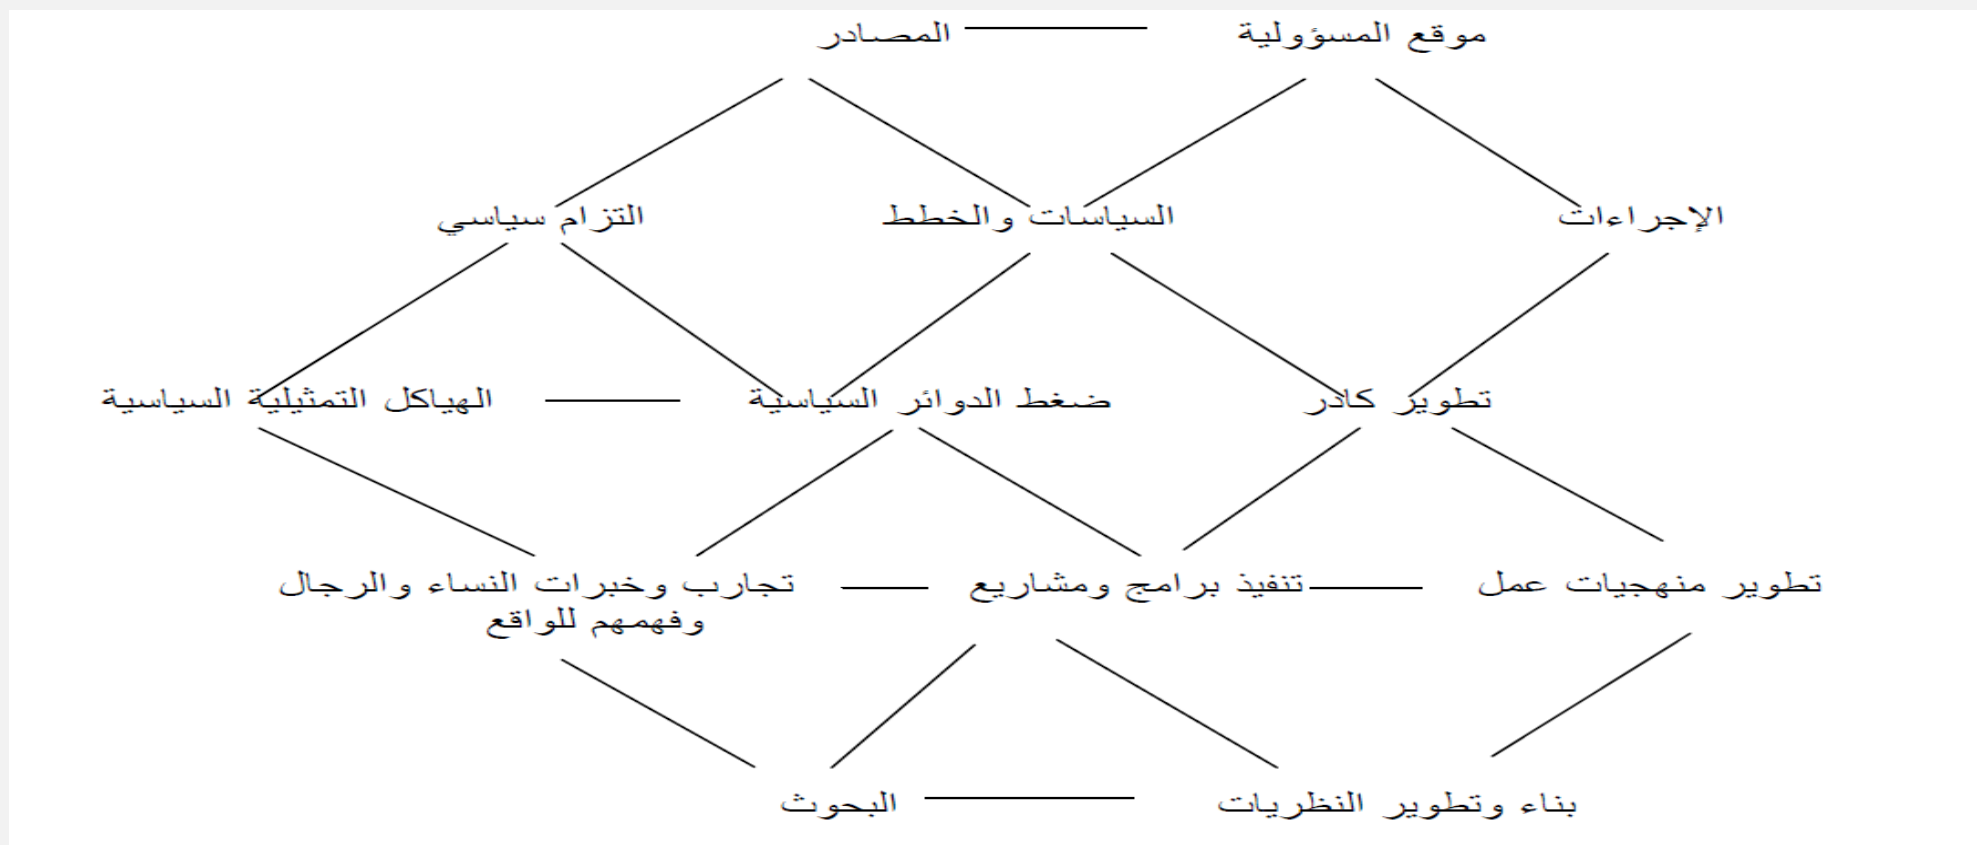 موقع المسؤولية
المصادر
الإجراءات
السياسات والخطط
التزام سياسي
تطوير كادر
ضغط الدوائر السياسية
الهياكل التمثيلية السياسية
تطوير منهجيات عمل
تنفيذ برامج ومشاريع
تجارب وخبرات النساء والرجال
وفهمهم للواقع
بناء وتطوير النظريات
البحوث